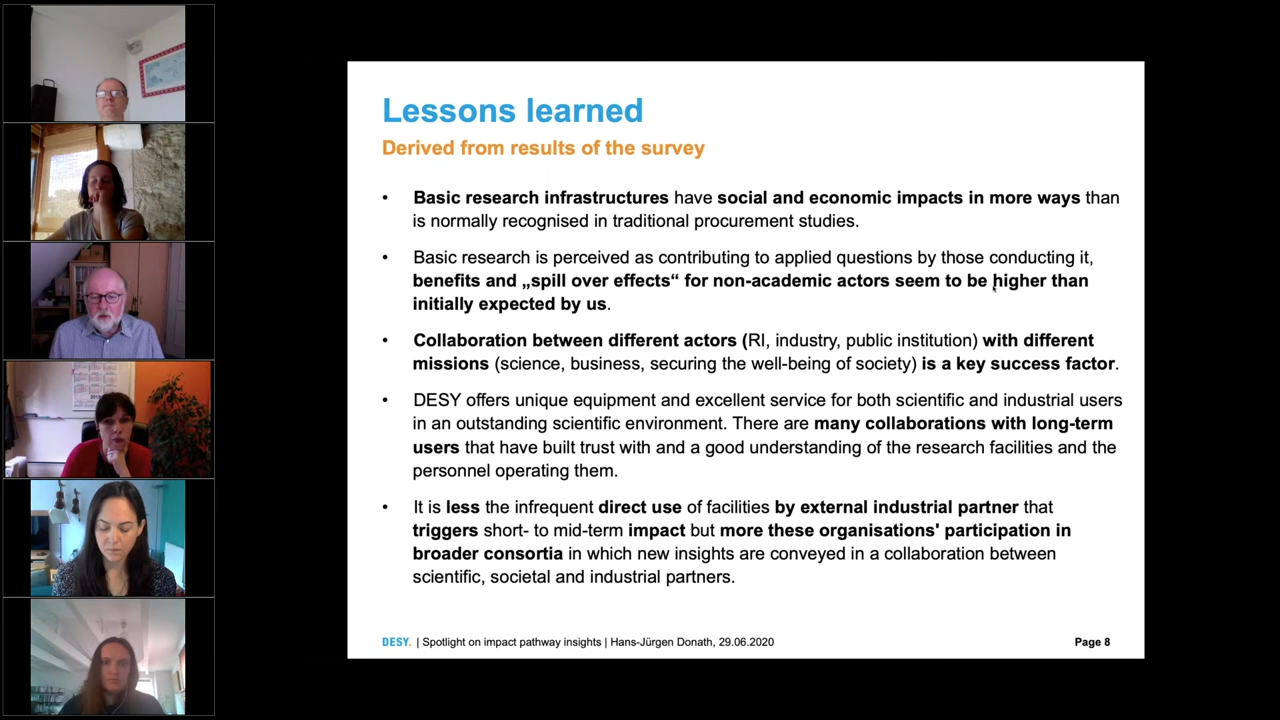 Lessons learned
Derived from results of the survey
• Basic research infrastructures have social and economic impacts in more ways than
is normally recognised in traditional procurement studies.
• Basic research is perceived as contributing to applied questions by those conducting it,
benefits and „spill over effects“ for non-academic actors seem to be higher than
initially expected by us.
• Collaboration between different actors (RI, industry, public institution) with different
missions (science, business, securing the well-being of society) is a key success factor.
• DESY offers unique equipment and excellent service for both scientific and industrial users
in an outstanding scientific environment. There are many collaborations with long-term
users that have built trust with and a good understanding of the research facilities and the
personnel operating them.
• It is less the infrequent direct use of facilities by external industrial partner that
triggers short- to mid-term impact but more these organisations' participation in
broader consortia in which new insights are conveyed in a collaboration between
scientific, societal and industrial partners.
DESY. | Spotlight on impact pathway insights | Hans-Jürgen Donath, 29.06.2020 Page 8